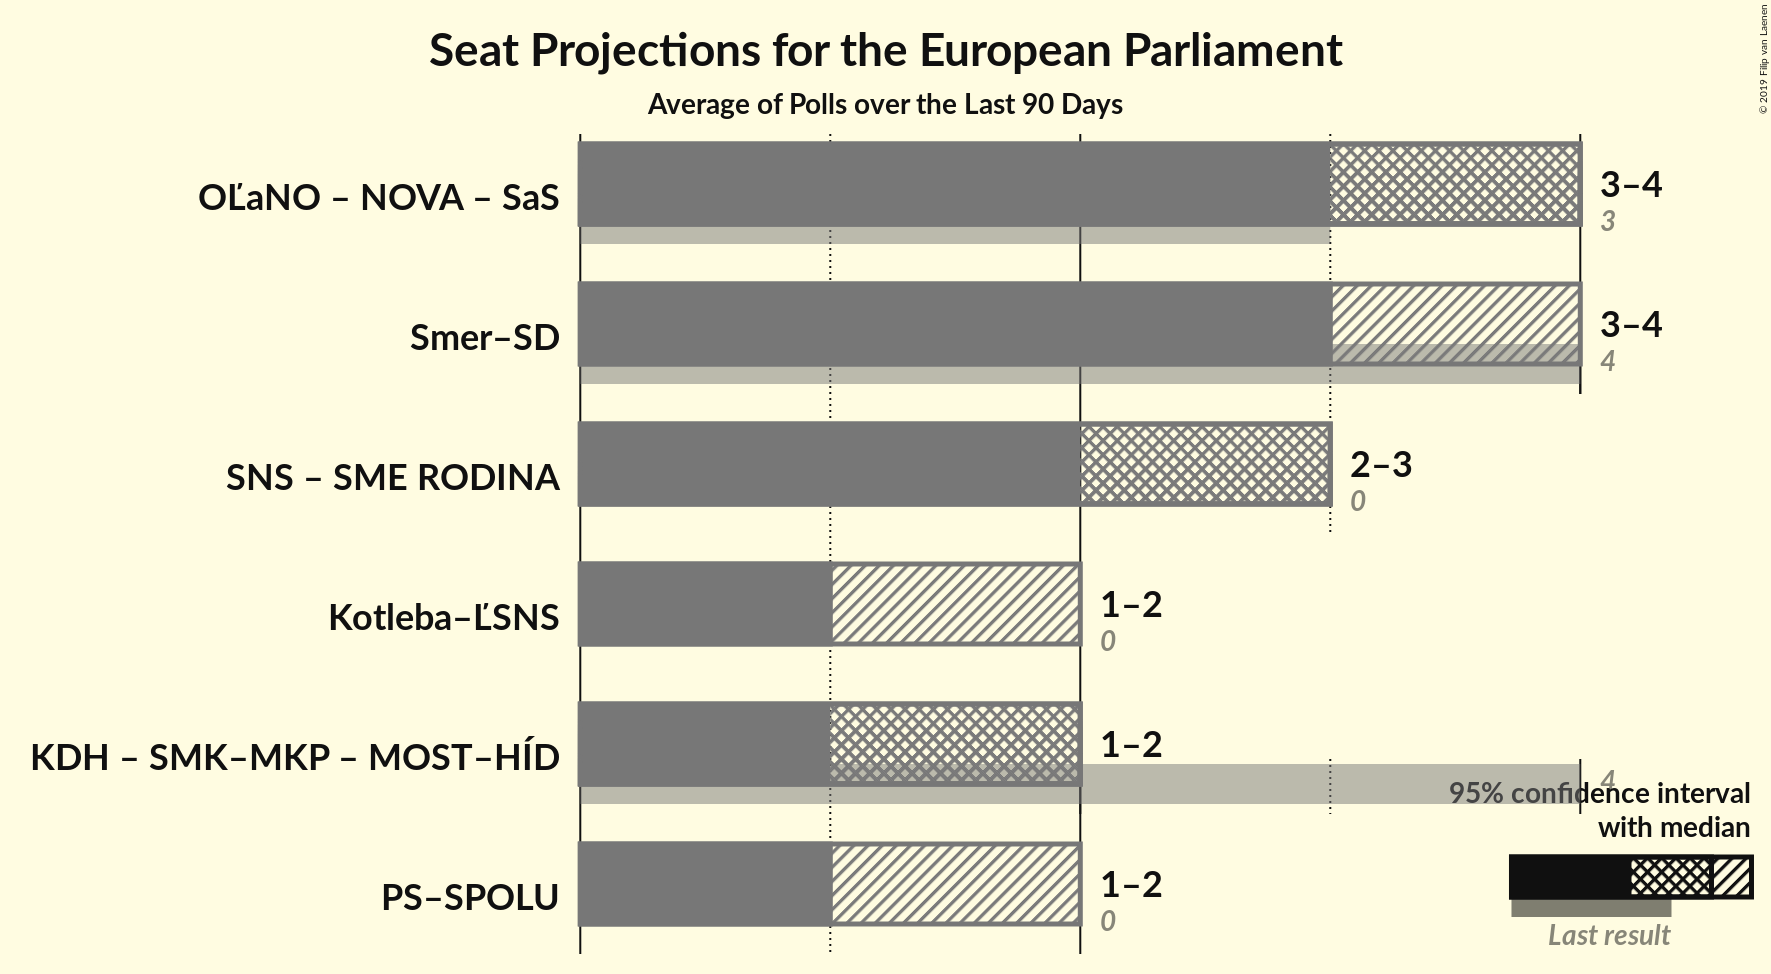 Seat Projections for the European Parliament
Average of Polls over the Last 90 Days
© 2019 Filip van Laenen
OĽaNO – NOVA – SaS
3–4
3
Smer–SD
3–4
4
SNS – SME RODINA
2–3
0
Kotleba–ĽSNS
1–2
0
KDH – SMK–MKP – MOST–HÍD
1–2
4
PS–SPOLU
1–2
0
95% confidence interval
with median
Last result